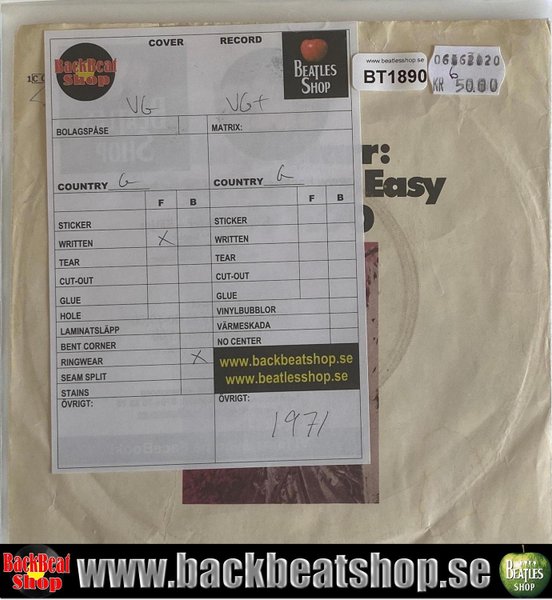 COVER RECORD
BackBeat
Shop
BEATLES
SHOP
www.beatlesshop.se
BT1890
6
KR 50.00
VG VG+
BOLAGSPÅSE MATRIX:
COUNTRY G COUNTRY G
F B F B
STICKER STICKER
WRITTEN X WRITTEN
TEAR TEAR
CUT-OUT CUT-OUT
GLUE GLUE
HOLE VINYLBUBBLOR
LAMINATSLÄPP VÄRMESKADA
BENT CORNER NO CENTER
RINGWEAR X www.backbeatshop.se
SEAM SPLIT www.beatlesshop.se
STAINS
ÖVRIGT: ÖVRIGT:
1971
r:
Easy
BackBeat
Shop
www.backbeatshop.se
BEATLES
SHOP